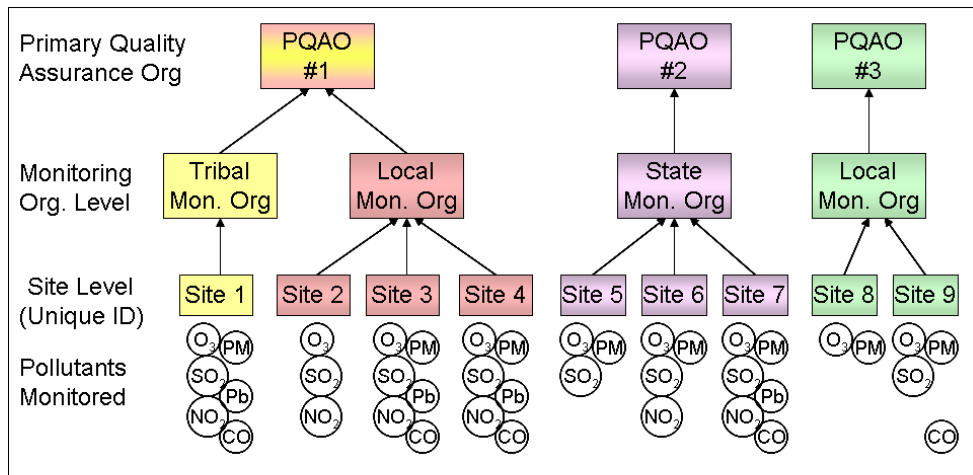 Primary Quality
Assurance Org
PQAO
#1
PQAO
#2
PQAO
#3
Monitoring
Org. Level
Tribal
Mon. Org
Local
Mon. Org
State
Mon. Org
Local
Mon. Org
Site Level
(Unique ID)
Site 1
Site 2
Site 3
Site 4
Site 5
Site 6
Site 7
Site 8
Site 9
Pollutants
Monitored
O3 PM
SO2
Pb
NO2
CO
O3
SO2
NO2
O3 PM
SO2
Pb
NO2
CO
O3 PM
SO2
Pb
NO2
CO
O3 PM
SO2
O3 PM
SO2
NO2
O3 PM
SO2
Pb
NO2
CO
O3 PM
O3 PM
SO2
CO